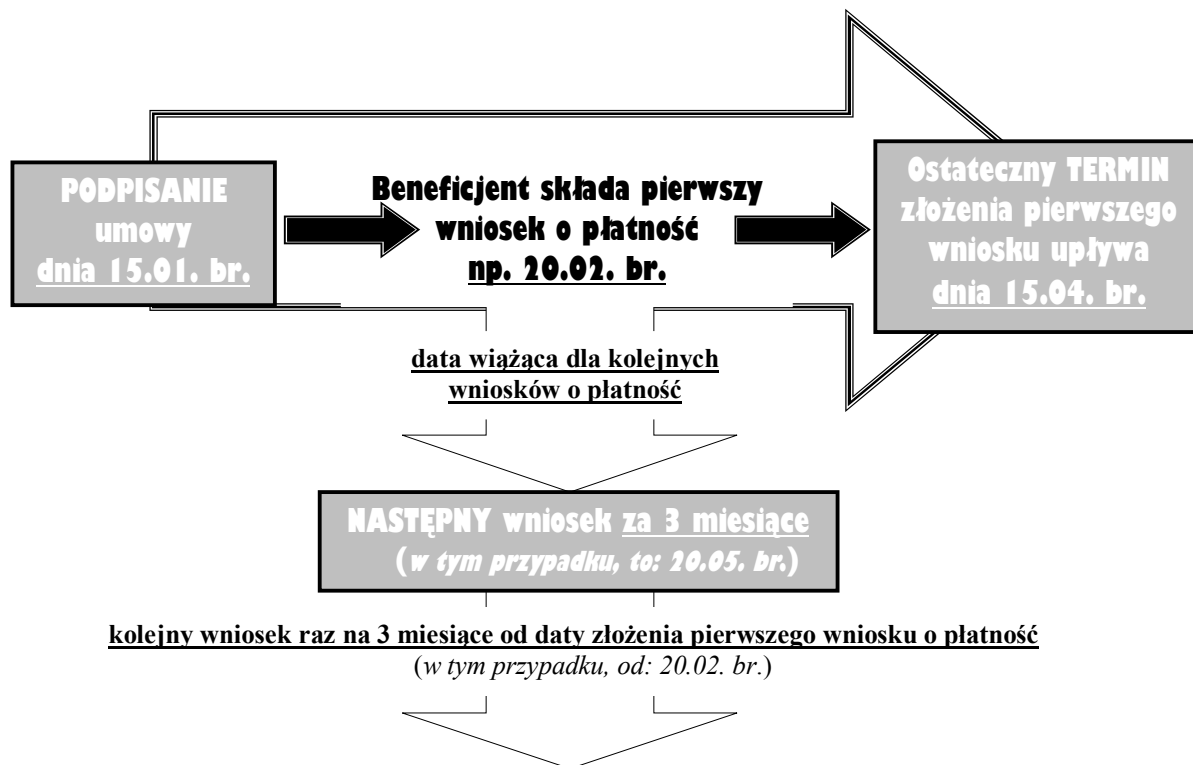 PODPISANIE
umowy
dnia 15.01. br.
Beneficjent składa pierwszy
wniosek o płatność
np. 20.02. br.
Ostateczny TERMIN
złożenia pierwszego
wniosku upływa
dnia 15.04. br.
data wiążąca dla kolejnych
wniosków o płatność
NASTĘPNY wniosek za 3 miesiące
(w tym przypadku, to: 20.05. br.)
kolejny wniosek raz na 3 miesiące od daty złożenia pierwszego wniosku o płatność
(w tym przypadku, od: 20.02. br.)